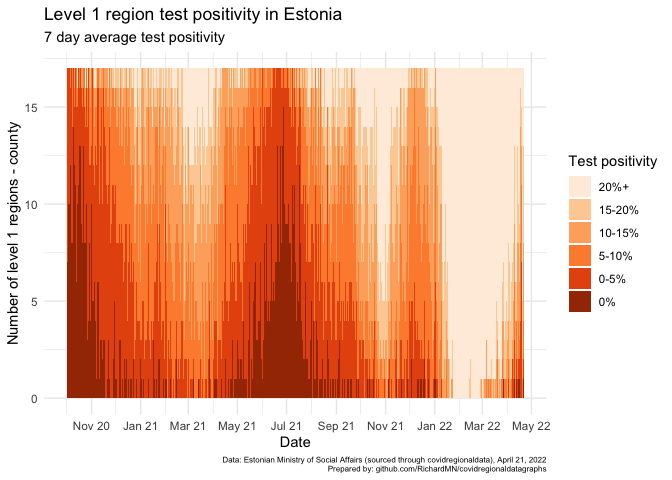 Level 1 region test positivity in Estonia
7 day average test positivity
Number of level 1 regions - county
15
10
5
0
Nov 20 Jan 21 Mar 21 May 21 Jul 21 Sep 21 Nov 21 Jan 22 Mar 22 May 22
Date
Test positivity
20%+
15-20%
10-15%
5-10%
0-5%
0%
Data: Estonian Ministry of Social Affairs (sourced through covidregionaldata), April 21, 2022
Prepared by: github.com/RichardMN/covidregionaldatagraphs